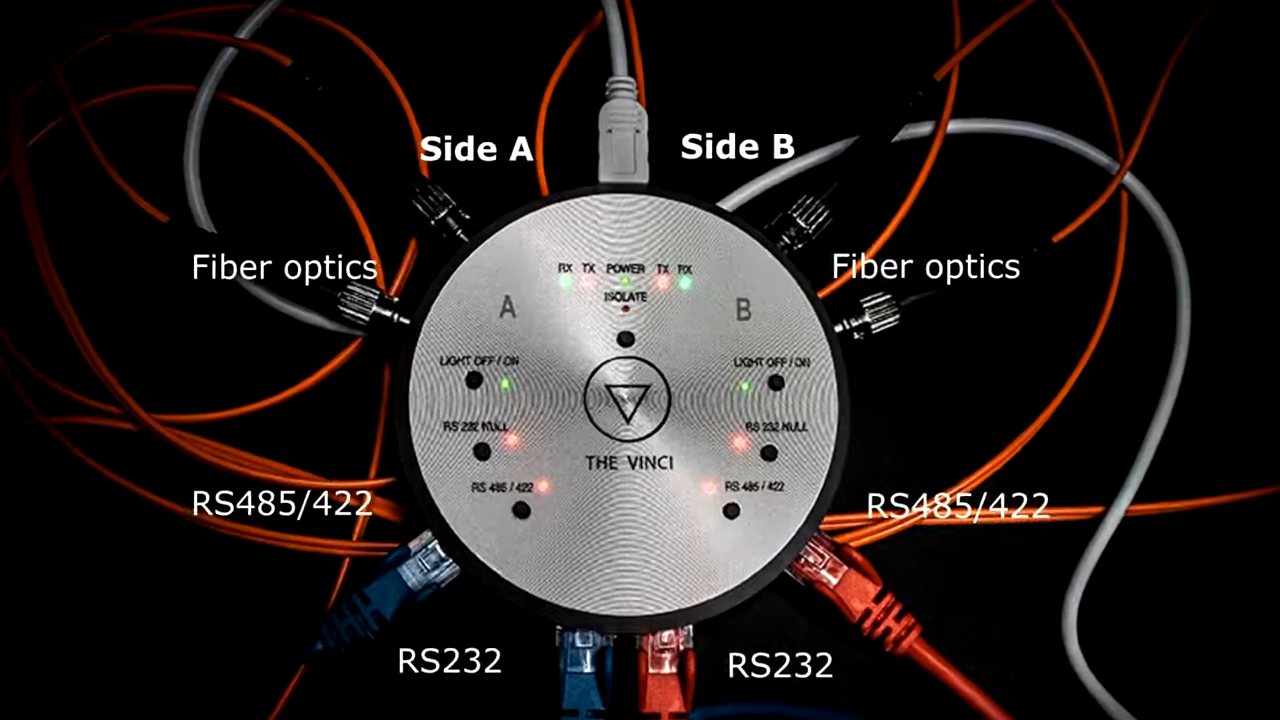 Side A
Side B
Fiber optics
Fiber optics
RX TX POWER TX RX
ISOLATE
A
B
LIGHT OFF / ON
LIGHT OFF / ON
RS 232 NULL
RS 232 NULL
THE VINCI
RS 485 / 422
RS 485 / 422
RS485/422
RS485/422
RS232
RS232